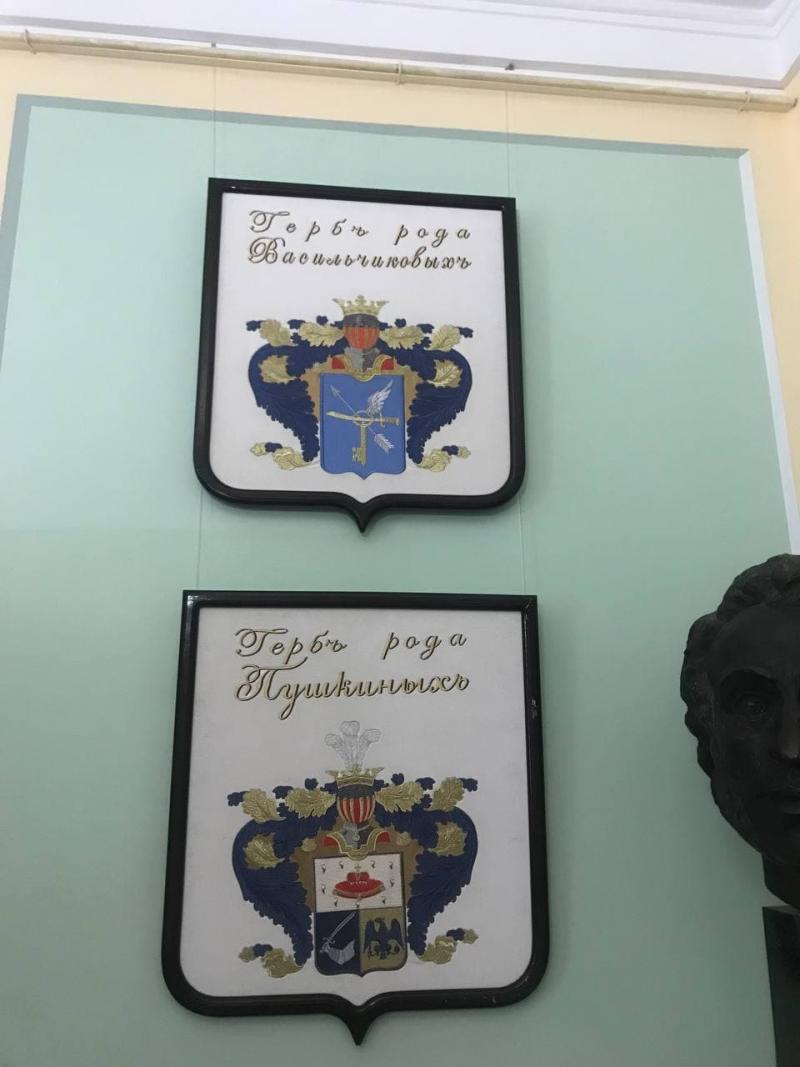 Гербъ рода
Васильчиковыхъ
Гербъ рода
Пушкиныхъ